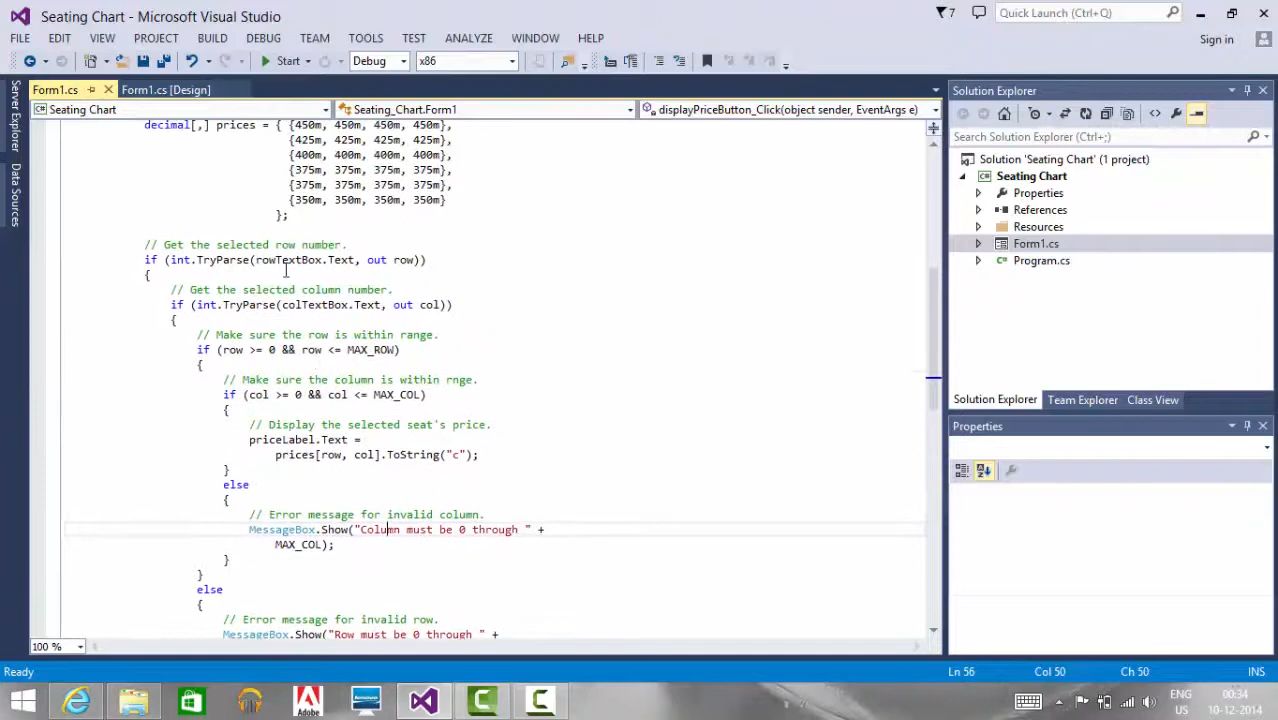 Seating Chart - Microsoft Visual Studio
7
Quick Launch (Ctrl+Q)
FILE EDIT VIEW PROJECT BUILD DEBUG TEAM TOOLS TEST ANALYZE WINDOW HELP
Sign in
Start Debug x86
Server Explorer
Data Sources
Form1.cs Form1.cs [Design]
Seating Chart Seating_Chart.Form1 displayPriceButton_Click(object sender, EventArgs e)
decimal[,] prices = { {450m, 450m, 450m, 450m},
{425m, 425m, 425m, 425m},
{400m, 400m, 400m, 400m},
{375m, 375m, 375m, 375m},
{375m, 375m, 375m, 375m},
{350m, 350m, 350m, 350m}
};
// Get the selected row number.
if (int.TryParse(rowTextBox.Text, out row))
{
// Get the selected column number.
if (int.TryParse(colTextBox.Text, out col))
{
// Make sure the row is within range.
if (row >= 0 && row <= MAX_ROW)
{
// Make sure the column is within rnge.
if (col >= 0 && col <= MAX_COL)
{
// Display the selected seat's price.
priceLabel.Text =
prices[row, col].ToString("c");
}
else
{
// Error message for invalid column.
MessageBox.Show("Column must be 0 through " +
MAX_COL);
}
}
else
{
// Error message for invalid row.
MessageBox.Show("Row must be 0 through " +
100 %
Solution Explorer
Search Solution Explorer (Ctrl+;)
Solution 'Seating Chart' (1 project)
Seating Chart
Properties
References
Resources
Form1.cs
Program.cs
Solution Explorer Team Explorer Class View
Properties
Ready Ln 56 Col 50 Ch 50 INS
Adobe
lenovo
ENG
US
00:34
10-12-2014